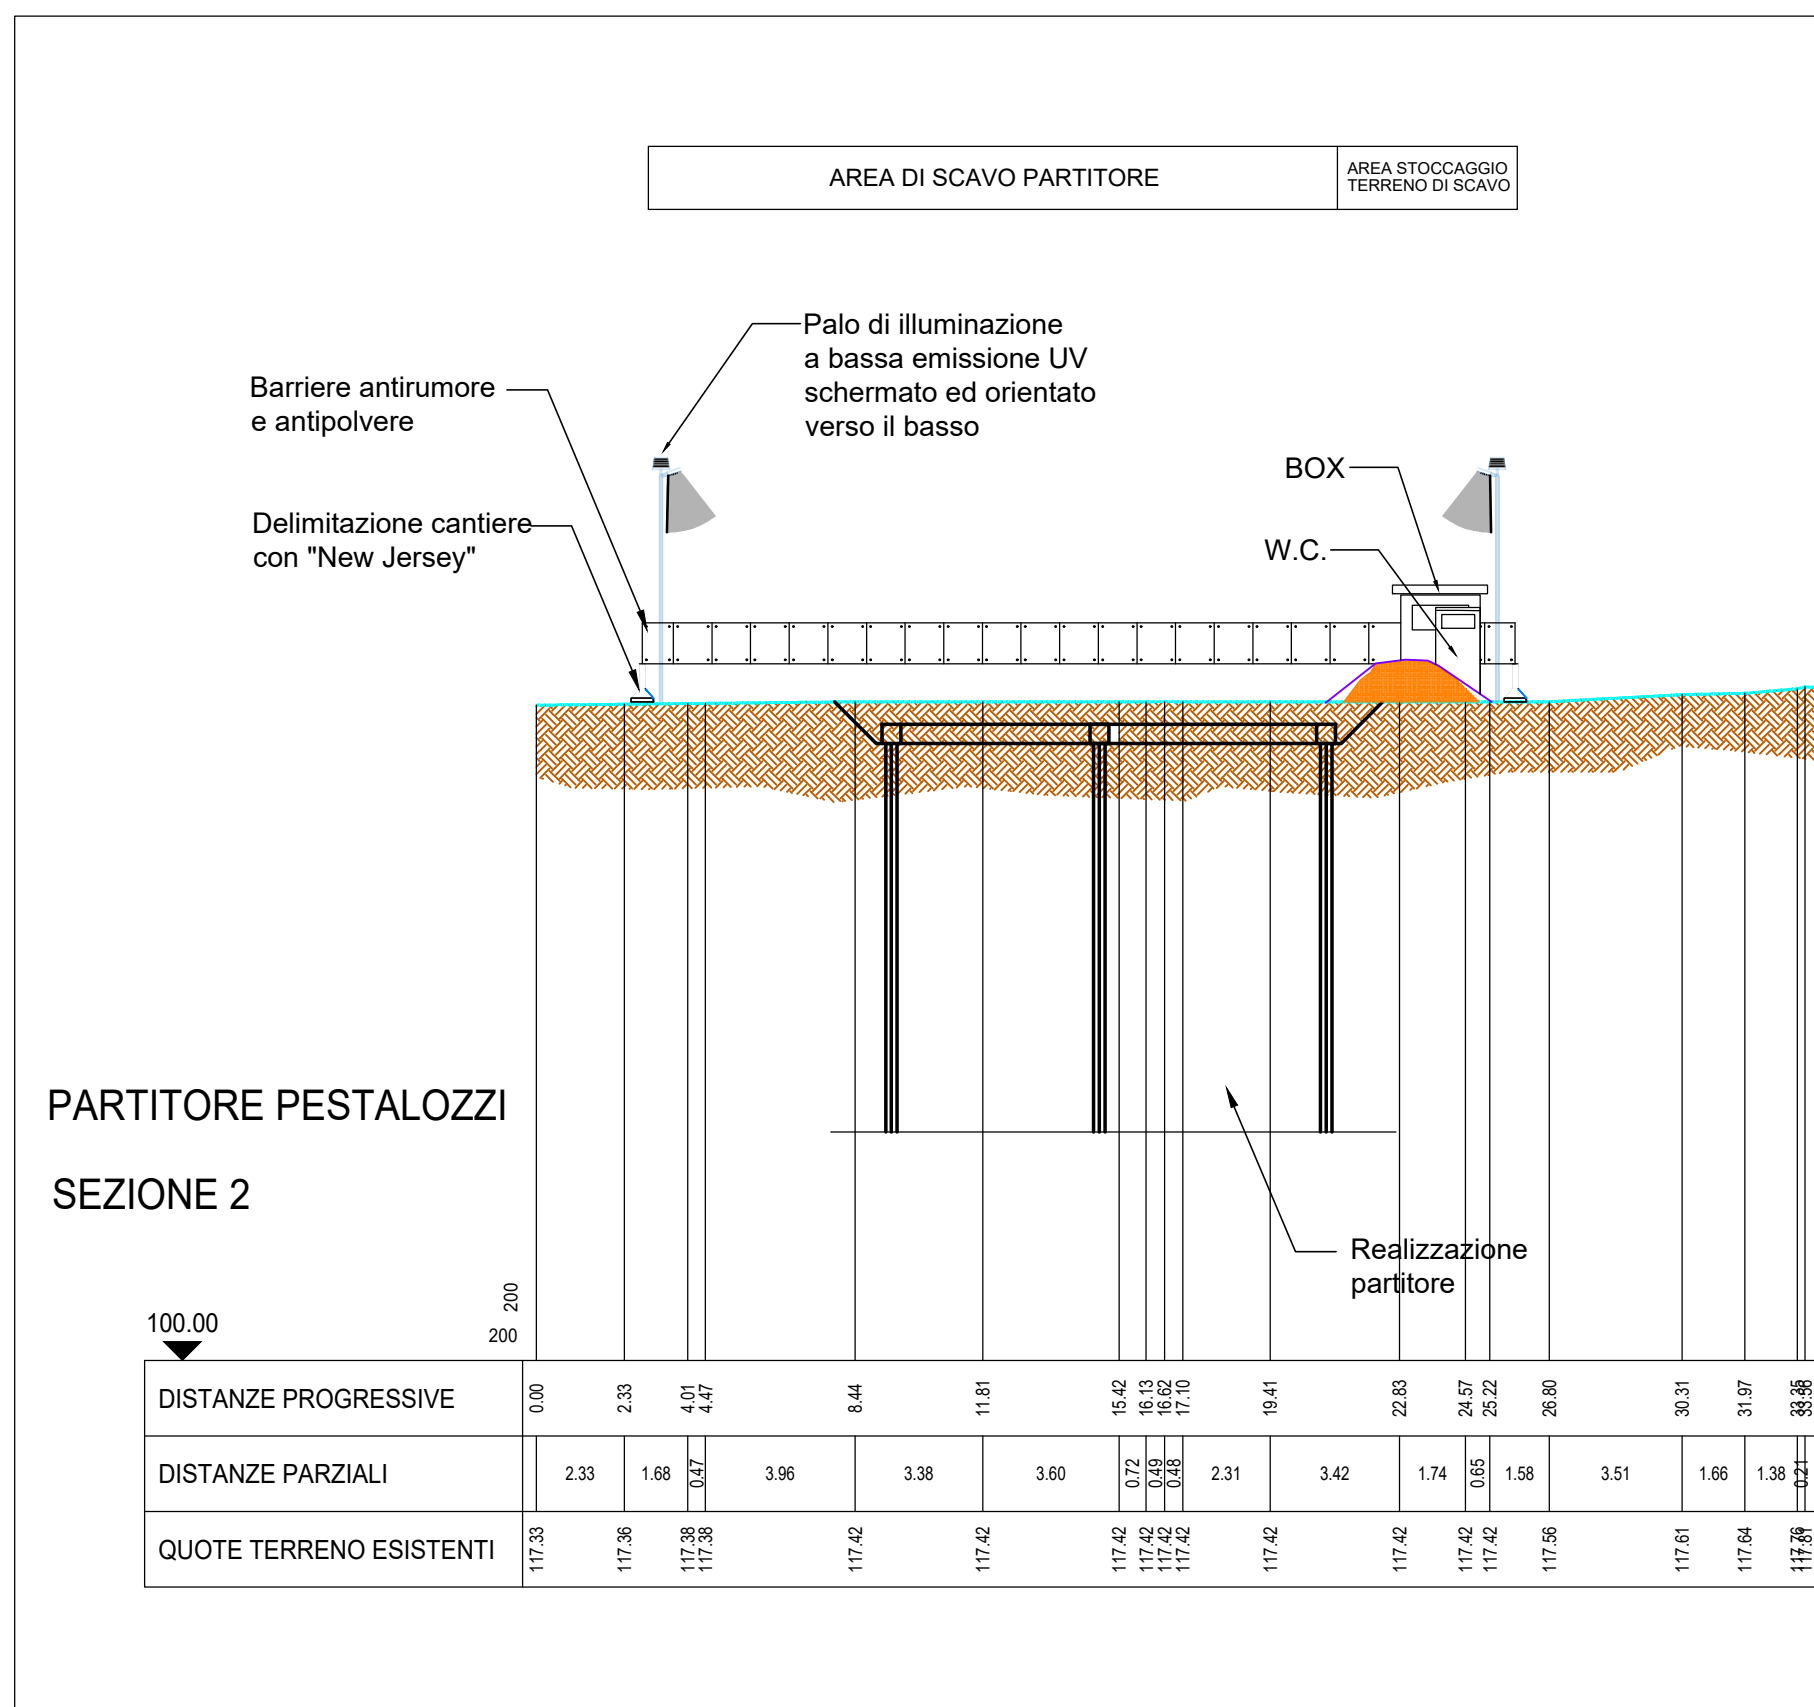 AREA DI SCAVO PARTITORE
AREA STOCCAGGIO
TERRENO DI SCAVO
Palo di illuminazione
a bassa emissione UV
schermato ed orientato
verso il basso
Barriere antirumore
e antipolvere
BOX
Delimitazione cantiere
con "New Jersey"
W.C.
PARTITORE PESTALOZZI
SEZIONE 2
Realizzazione
partitore
200
200
100.00
DISTANZE PROGRESSIVE 0.00 2.33 4.01 4.47 8.44 11.81 15.42 16.13 16.62 17.10 19.41 22.83 24.57 25.22 26.80 30.31 31.97 33.35
DISTANZE PARZIALI 2.33 1.68 0.47 3.96 3.38 3.60 0.72 0.49 0.48 2.31 3.42 1.74 0.65 1.58 3.51 1.66 1.38 0.21
QUOTE TERRENO ESISTENTI 117.33 117.36 117.38 117.38 117.42 117.42 117.42 117.42 117.42 117.42 117.42 117.42 117.42 117.42 117.56 117.61 117.64 117.76